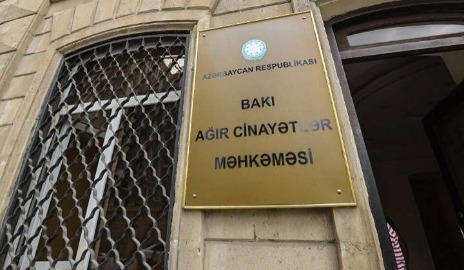 AZƏRBAYCAN RESPUBLİKASI
BAKI
AĞIR CİNAYƏTLƏR
MƏHKƏMƏSİ